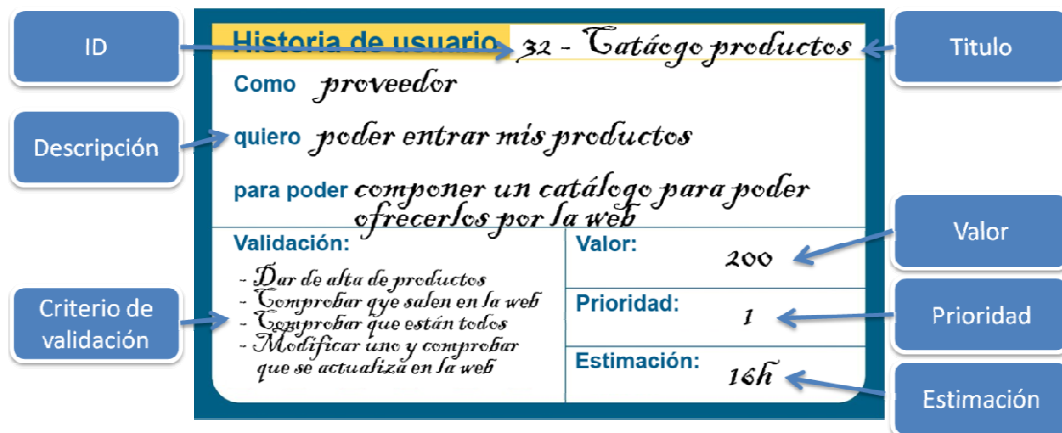 ID
Historia de usuario 32 - Catáogo productos
Titulo
Como proveedor
Descripción
quiero poder entrar mis productos
para poder componer un catálogo para poder
ofrecerlos por la web
Validación:
- Dar de alta de productos
- Comprobar que salen en la web
- Comprobar que están todos
- Modificar uno y comprobar
que se actualiza en la web
Criterio de
validación
Valor:
200
Valor
Prioridad:
1
Prioridad
Estimación:
16h
Estimación